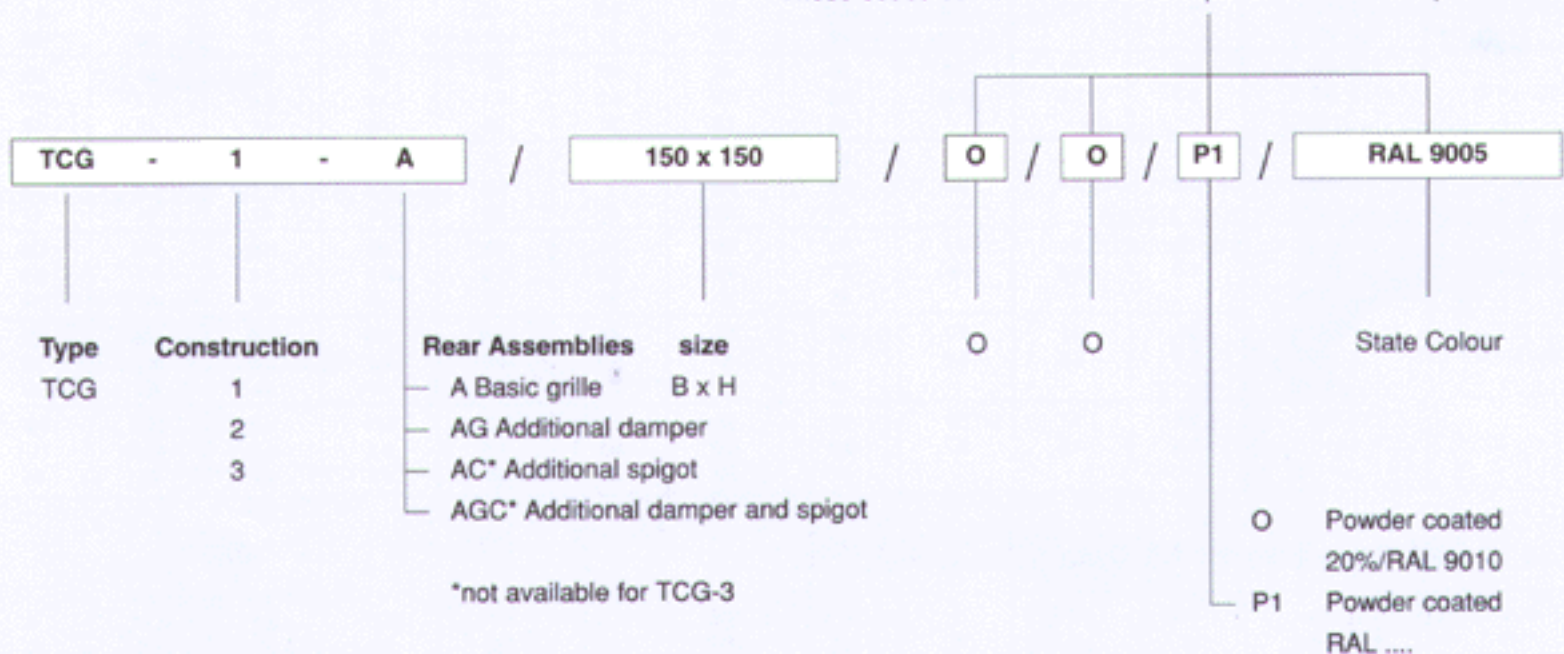 TCG - 1 - A / 150 x 150 / O / O / P1 / RAL 9005
Type Construction Rear Assemblies size O O State Colour
TCG 1 A Basic grille B x H
2 AG Additional damper
3 AC* Additional spigot
AGC* Additional damper and spigot
O Powder coated
20%/RAL 9010
*not available for TCG-3
P1 Powder coated
RAL ....